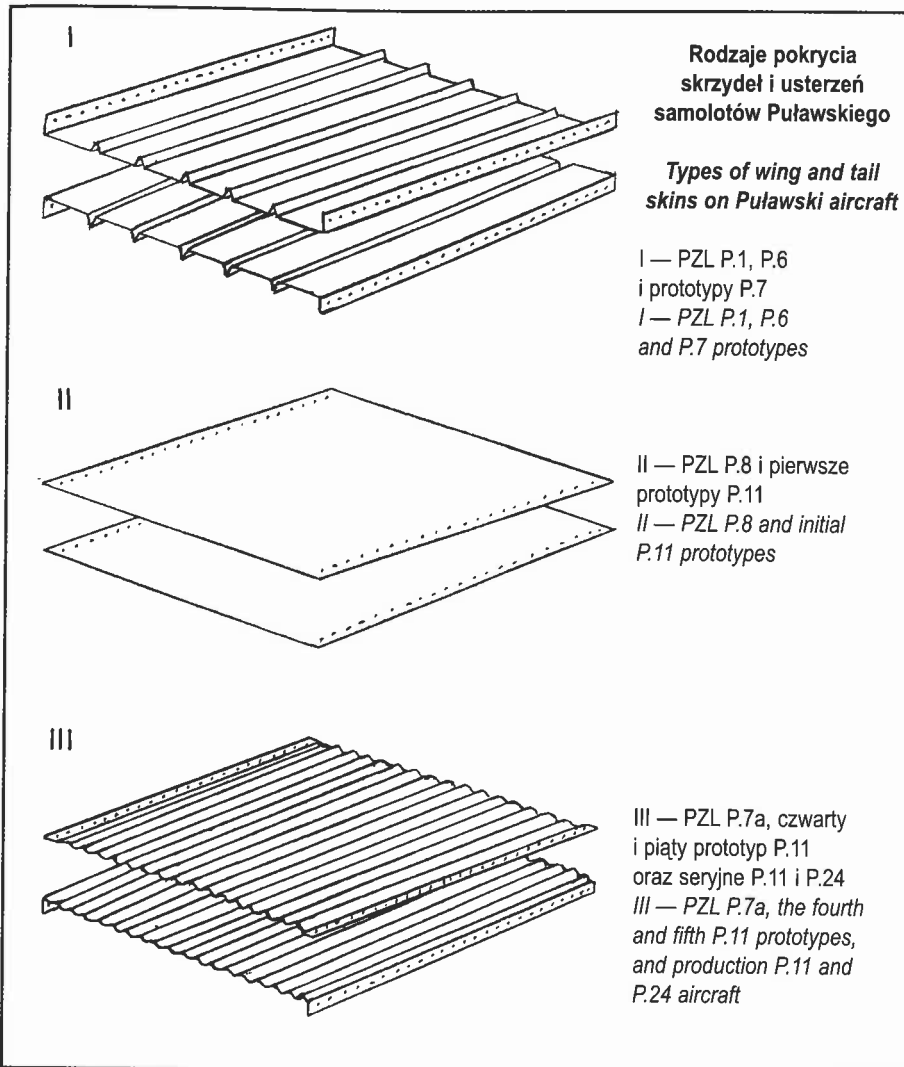 I
Rodzaje pokrycia
skrzydeł i usterzeń
samolotów Puławskiego
Types of wing and tail
skins on Puławski aircraft
I — PZL P.1, P.6
i prototypy P.7
I — PZL P.1, P.6
and P.7 prototypes
II
II — PZL P.8 i pierwsze
prototypy P.11
II — PZL P.8 and initial
P.11 prototypes
III
III — PZL P.7a, czwarty
i piąty prototyp P.11
oraz seryjne P.11 i P.24
III — PZL P.7a, the fourth
and fifth P.11 prototypes,
and production P.11 and
P.24 aircraft